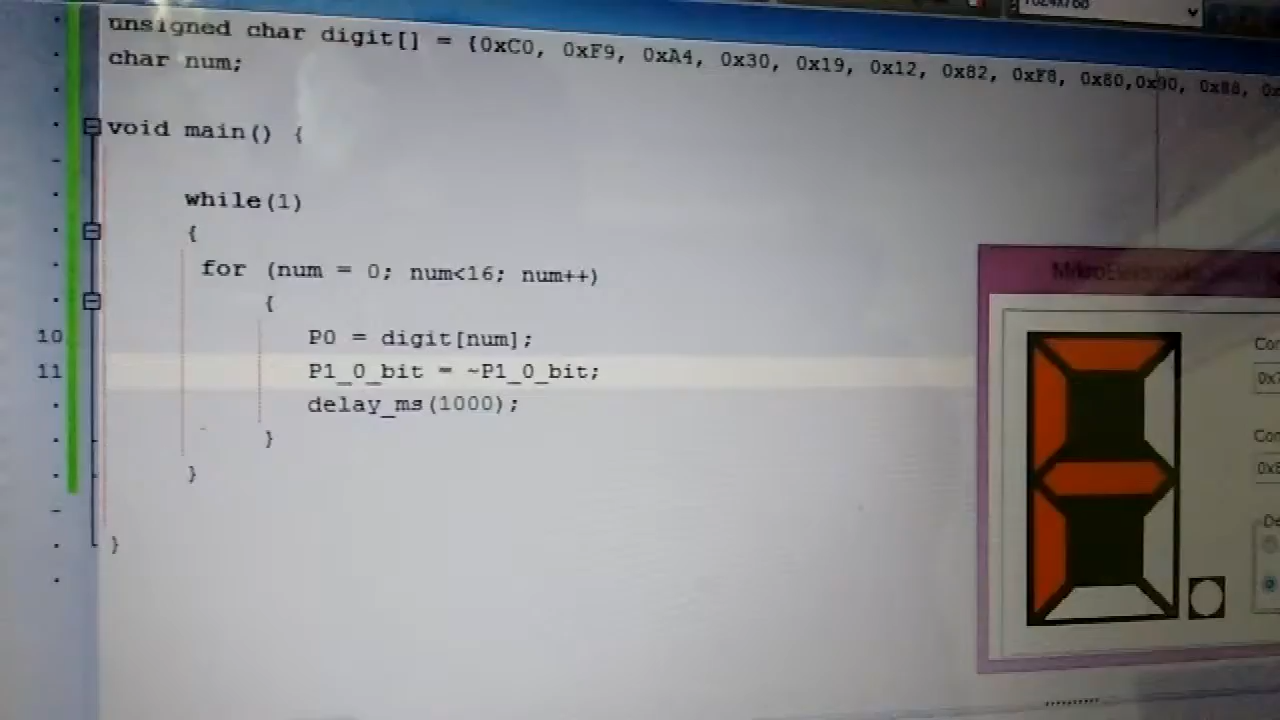 unsigned char digit[] = {0xC0, 0xF9, 0xA4, 0x30, 0x19, 0x12, 0x82, 0xF8, 0x80,0x90, 0x88,
char num;
void main() {
while(1)
{
for (num = 0; num<16; num++)
{
10 P0 = digit[num];
11 P1_0_bit = ~P1_0_bit;
delay_ms(1000);
}
}
}